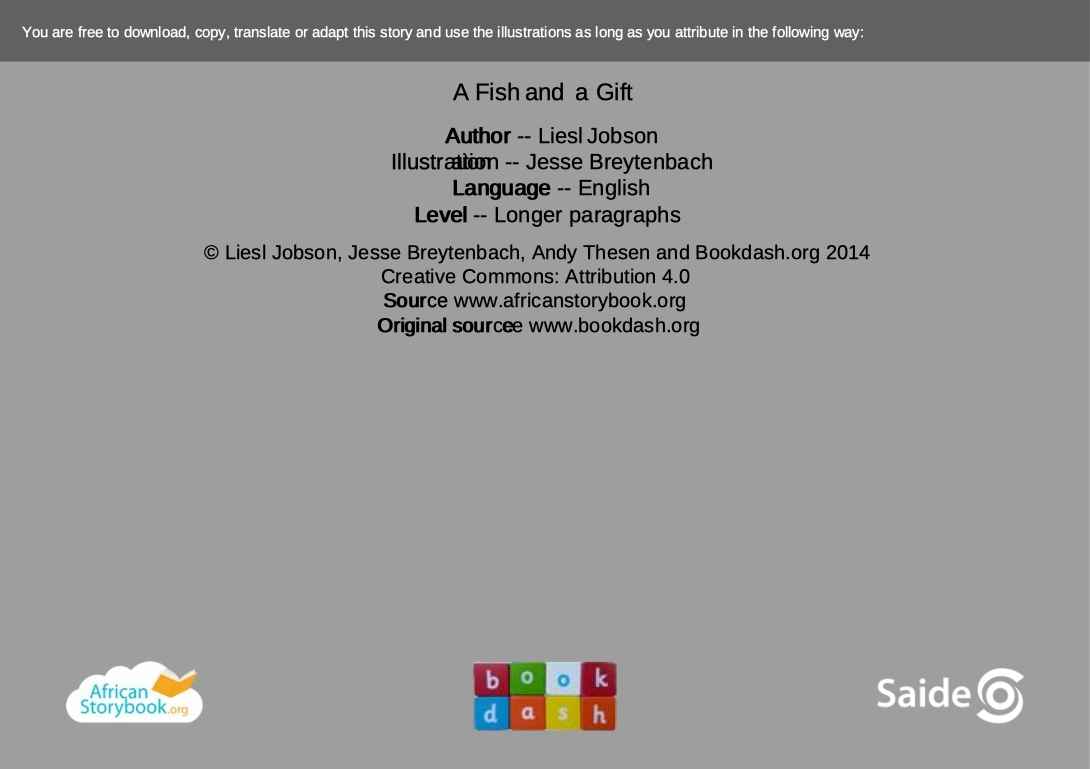 You are free to download, copy, translate or adapt this story and use the illustrations as long as you attribute in the following way:
A Fish and a Gift
Author -- Liesl Jobson
Illustration -- Jesse Breytenbach
Language -- English
Level -- Longer paragraphs
© Liesl Jobson, Jesse Breytenbach, Andy Thesen and Bookdash.org 2014
Creative Commons: Attribution 4.0
Source www.africanstorybook.org
Original source www.bookdash.org
African
Storybook.org
book
dash
Saide